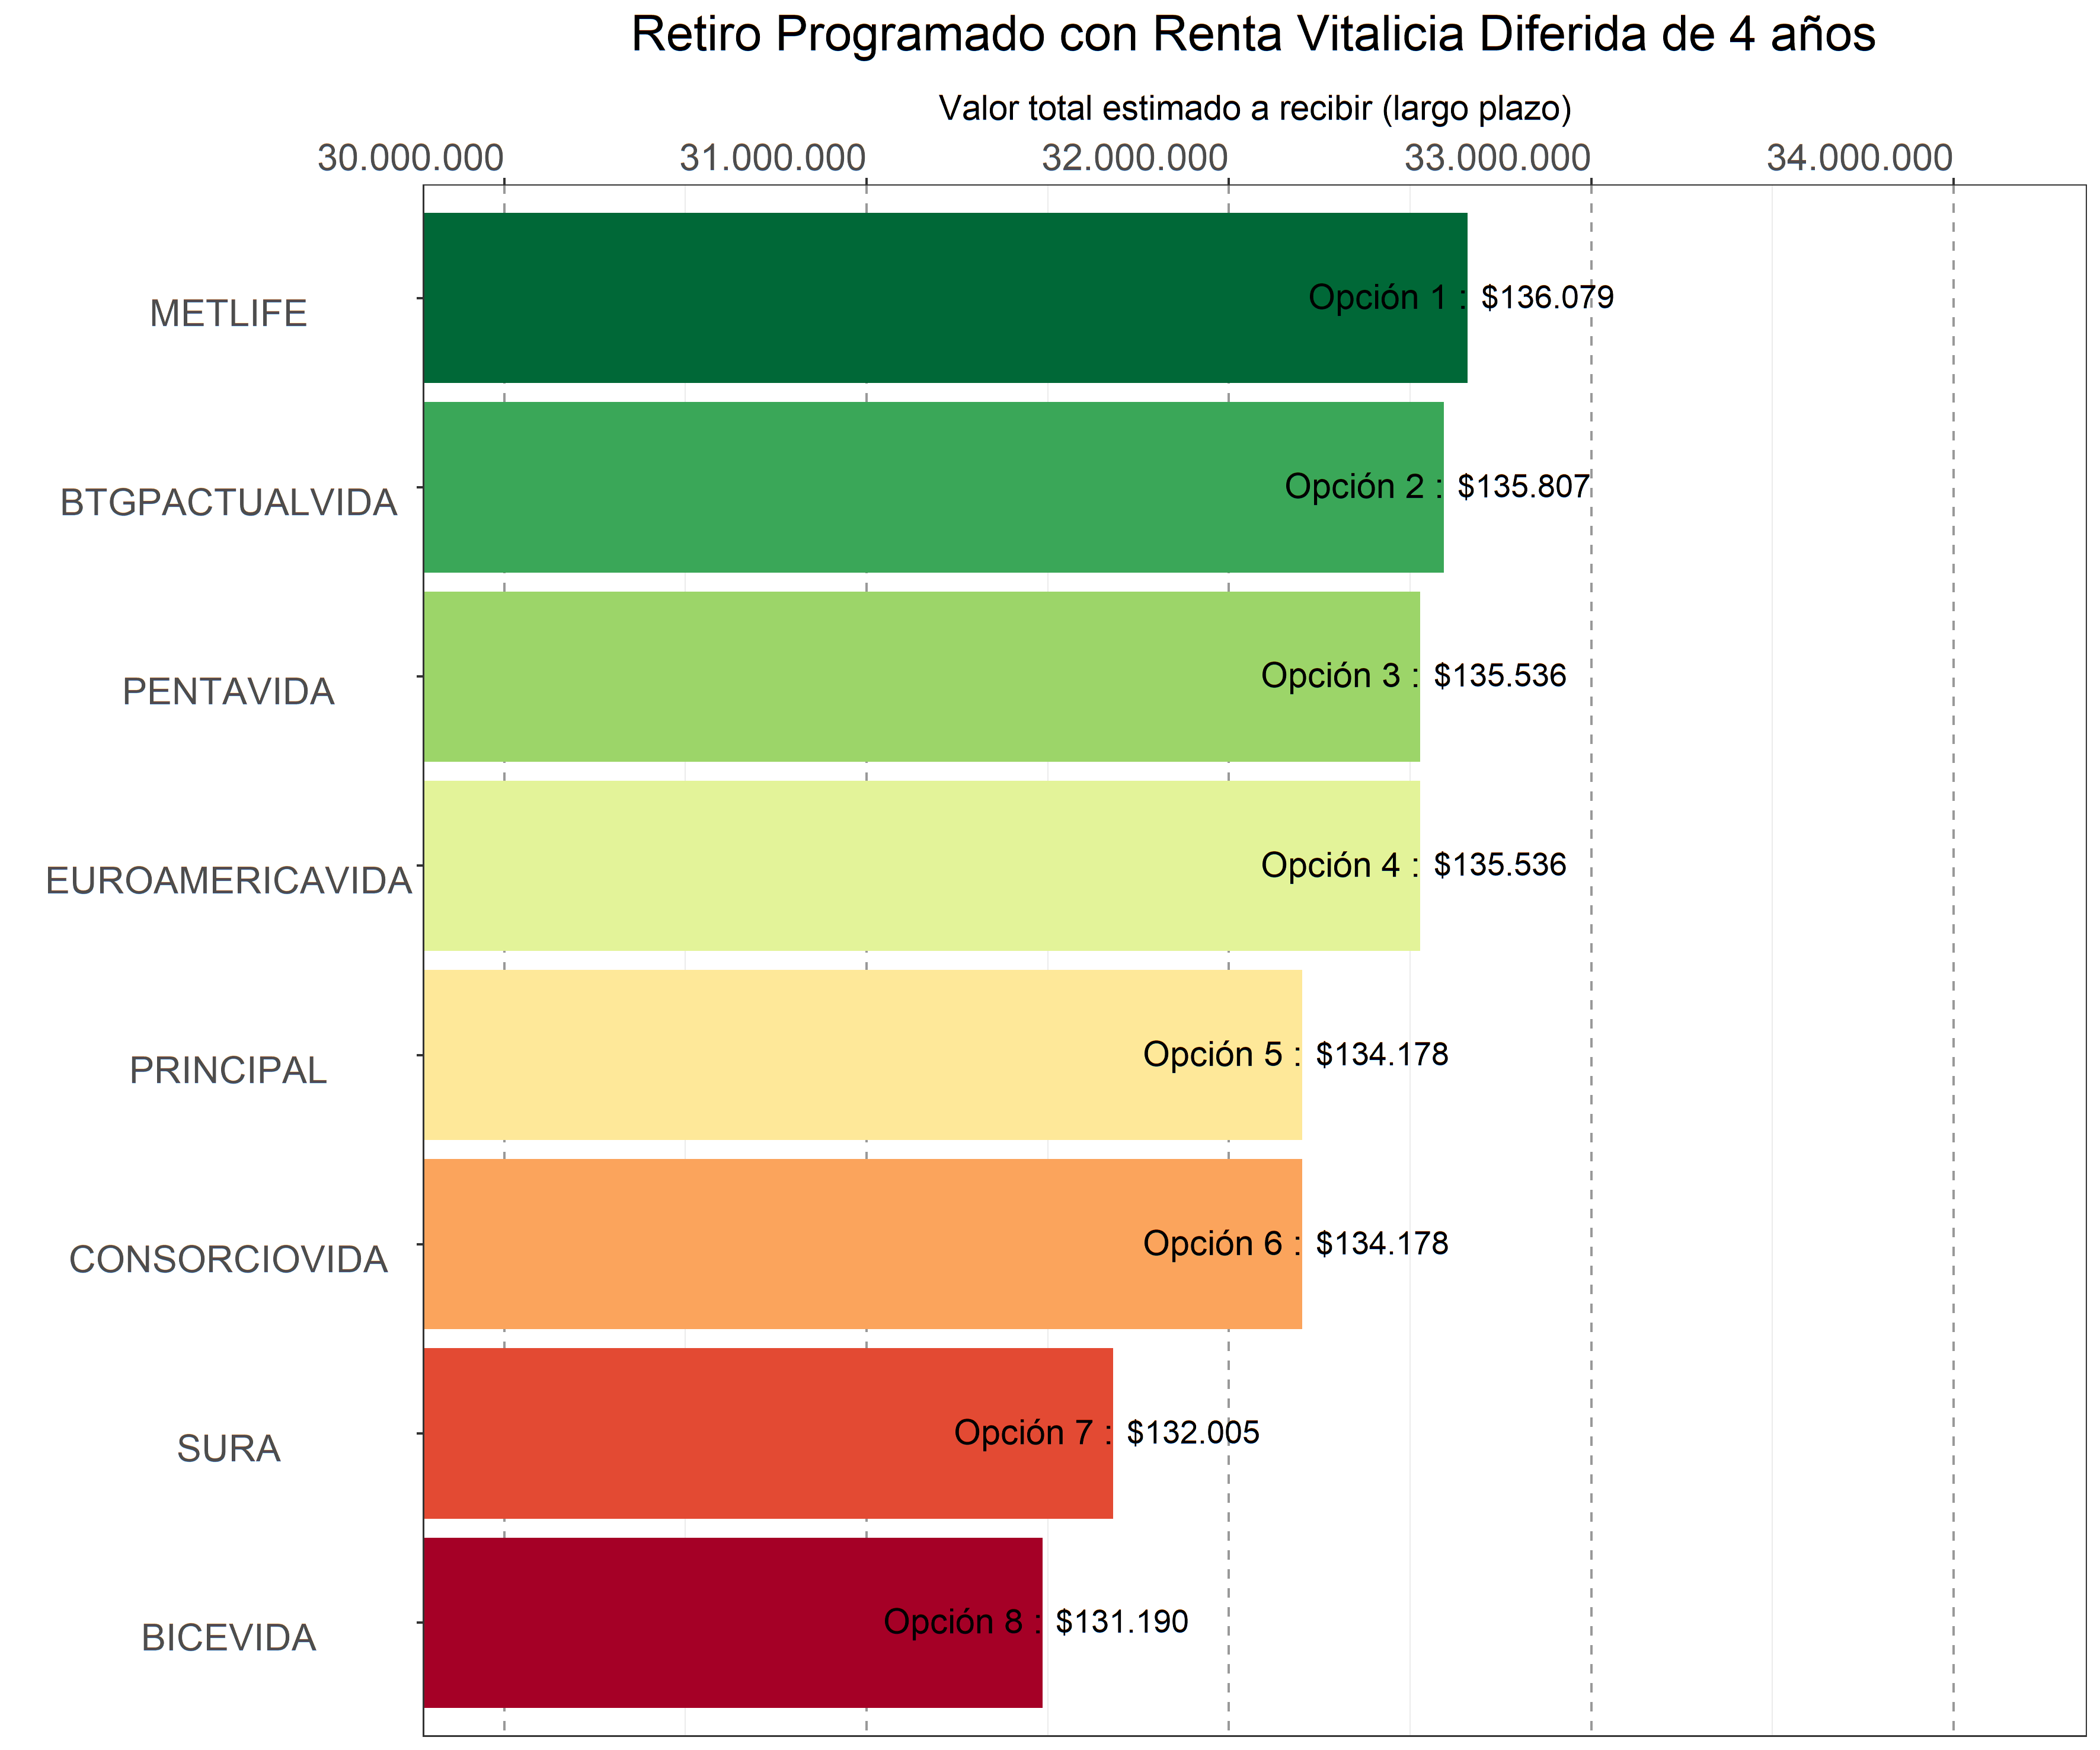 Retiro Programado con Renta Vitalicia Diferida de 4 años
Valor total estimado a recibir (largo plazo)
30.000.000 31.000.000 32.000.000 33.000.000 34.000.000
METLIFE Opción 1 : $136.079
BTGPACTUALVIDA Opción 2 : $135.807
PENTAVIDA Opción 3 : $135.536
EUROAMERICAVIDA Opción 4 : $135.536
PRINCIPAL Opción 5 : $134.178
CONSORCIOVIDA Opción 6 : $134.178
SURA Opción 7 : $132.005
BICEVIDA Opción 8 : $131.190